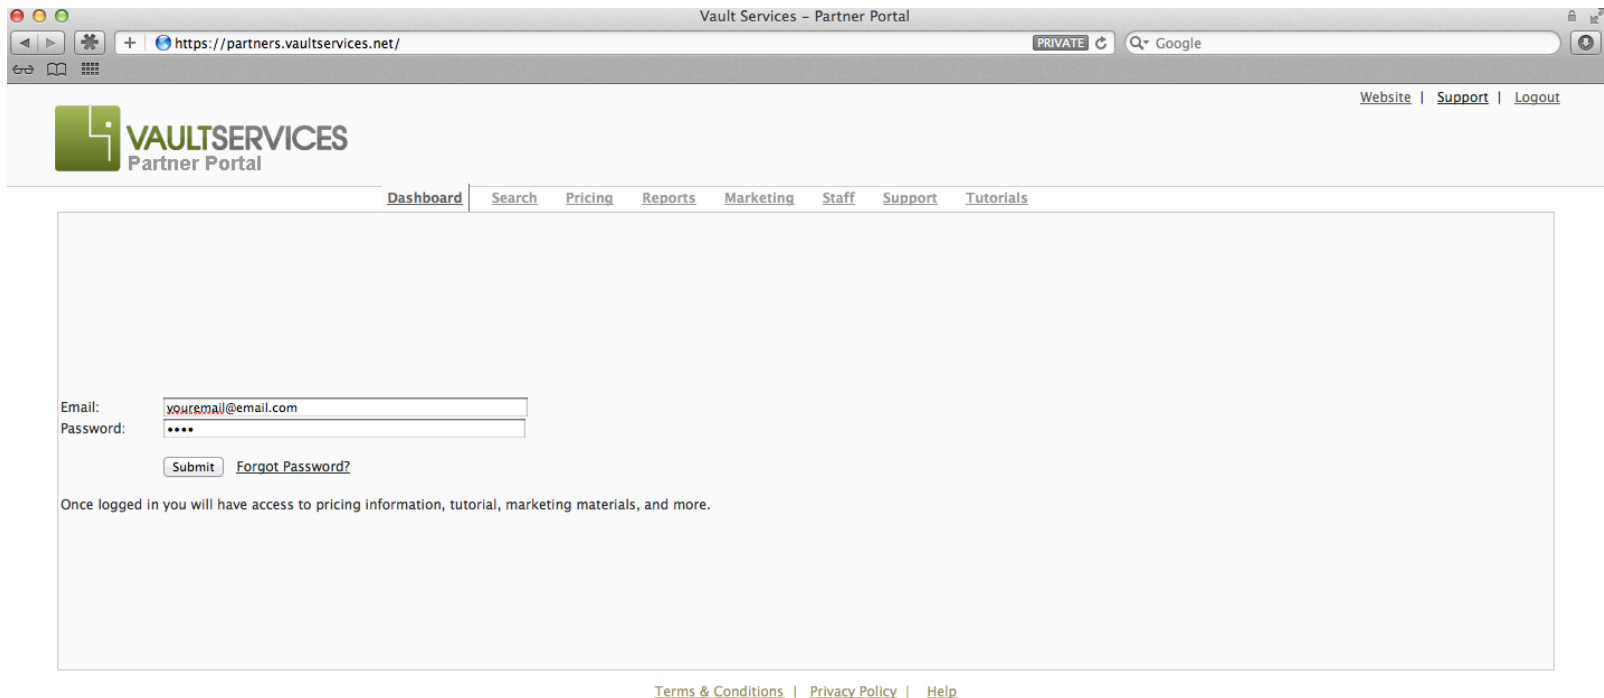 Vault Services – Partner Portal
https://partners.vaultservices.net/ PRIVATE Google
Website | Support | Logout
VAULTSERVICES
Partner Portal
Dashboard Search Pricing Reports Marketing Staff Support Tutorials
Email: youremail@email.com
Password: ••••
Submit Forgot Password?
Once logged in you will have access to pricing information, tutorial, marketing materials, and more.
Terms & Conditions | Privacy Policy | Help